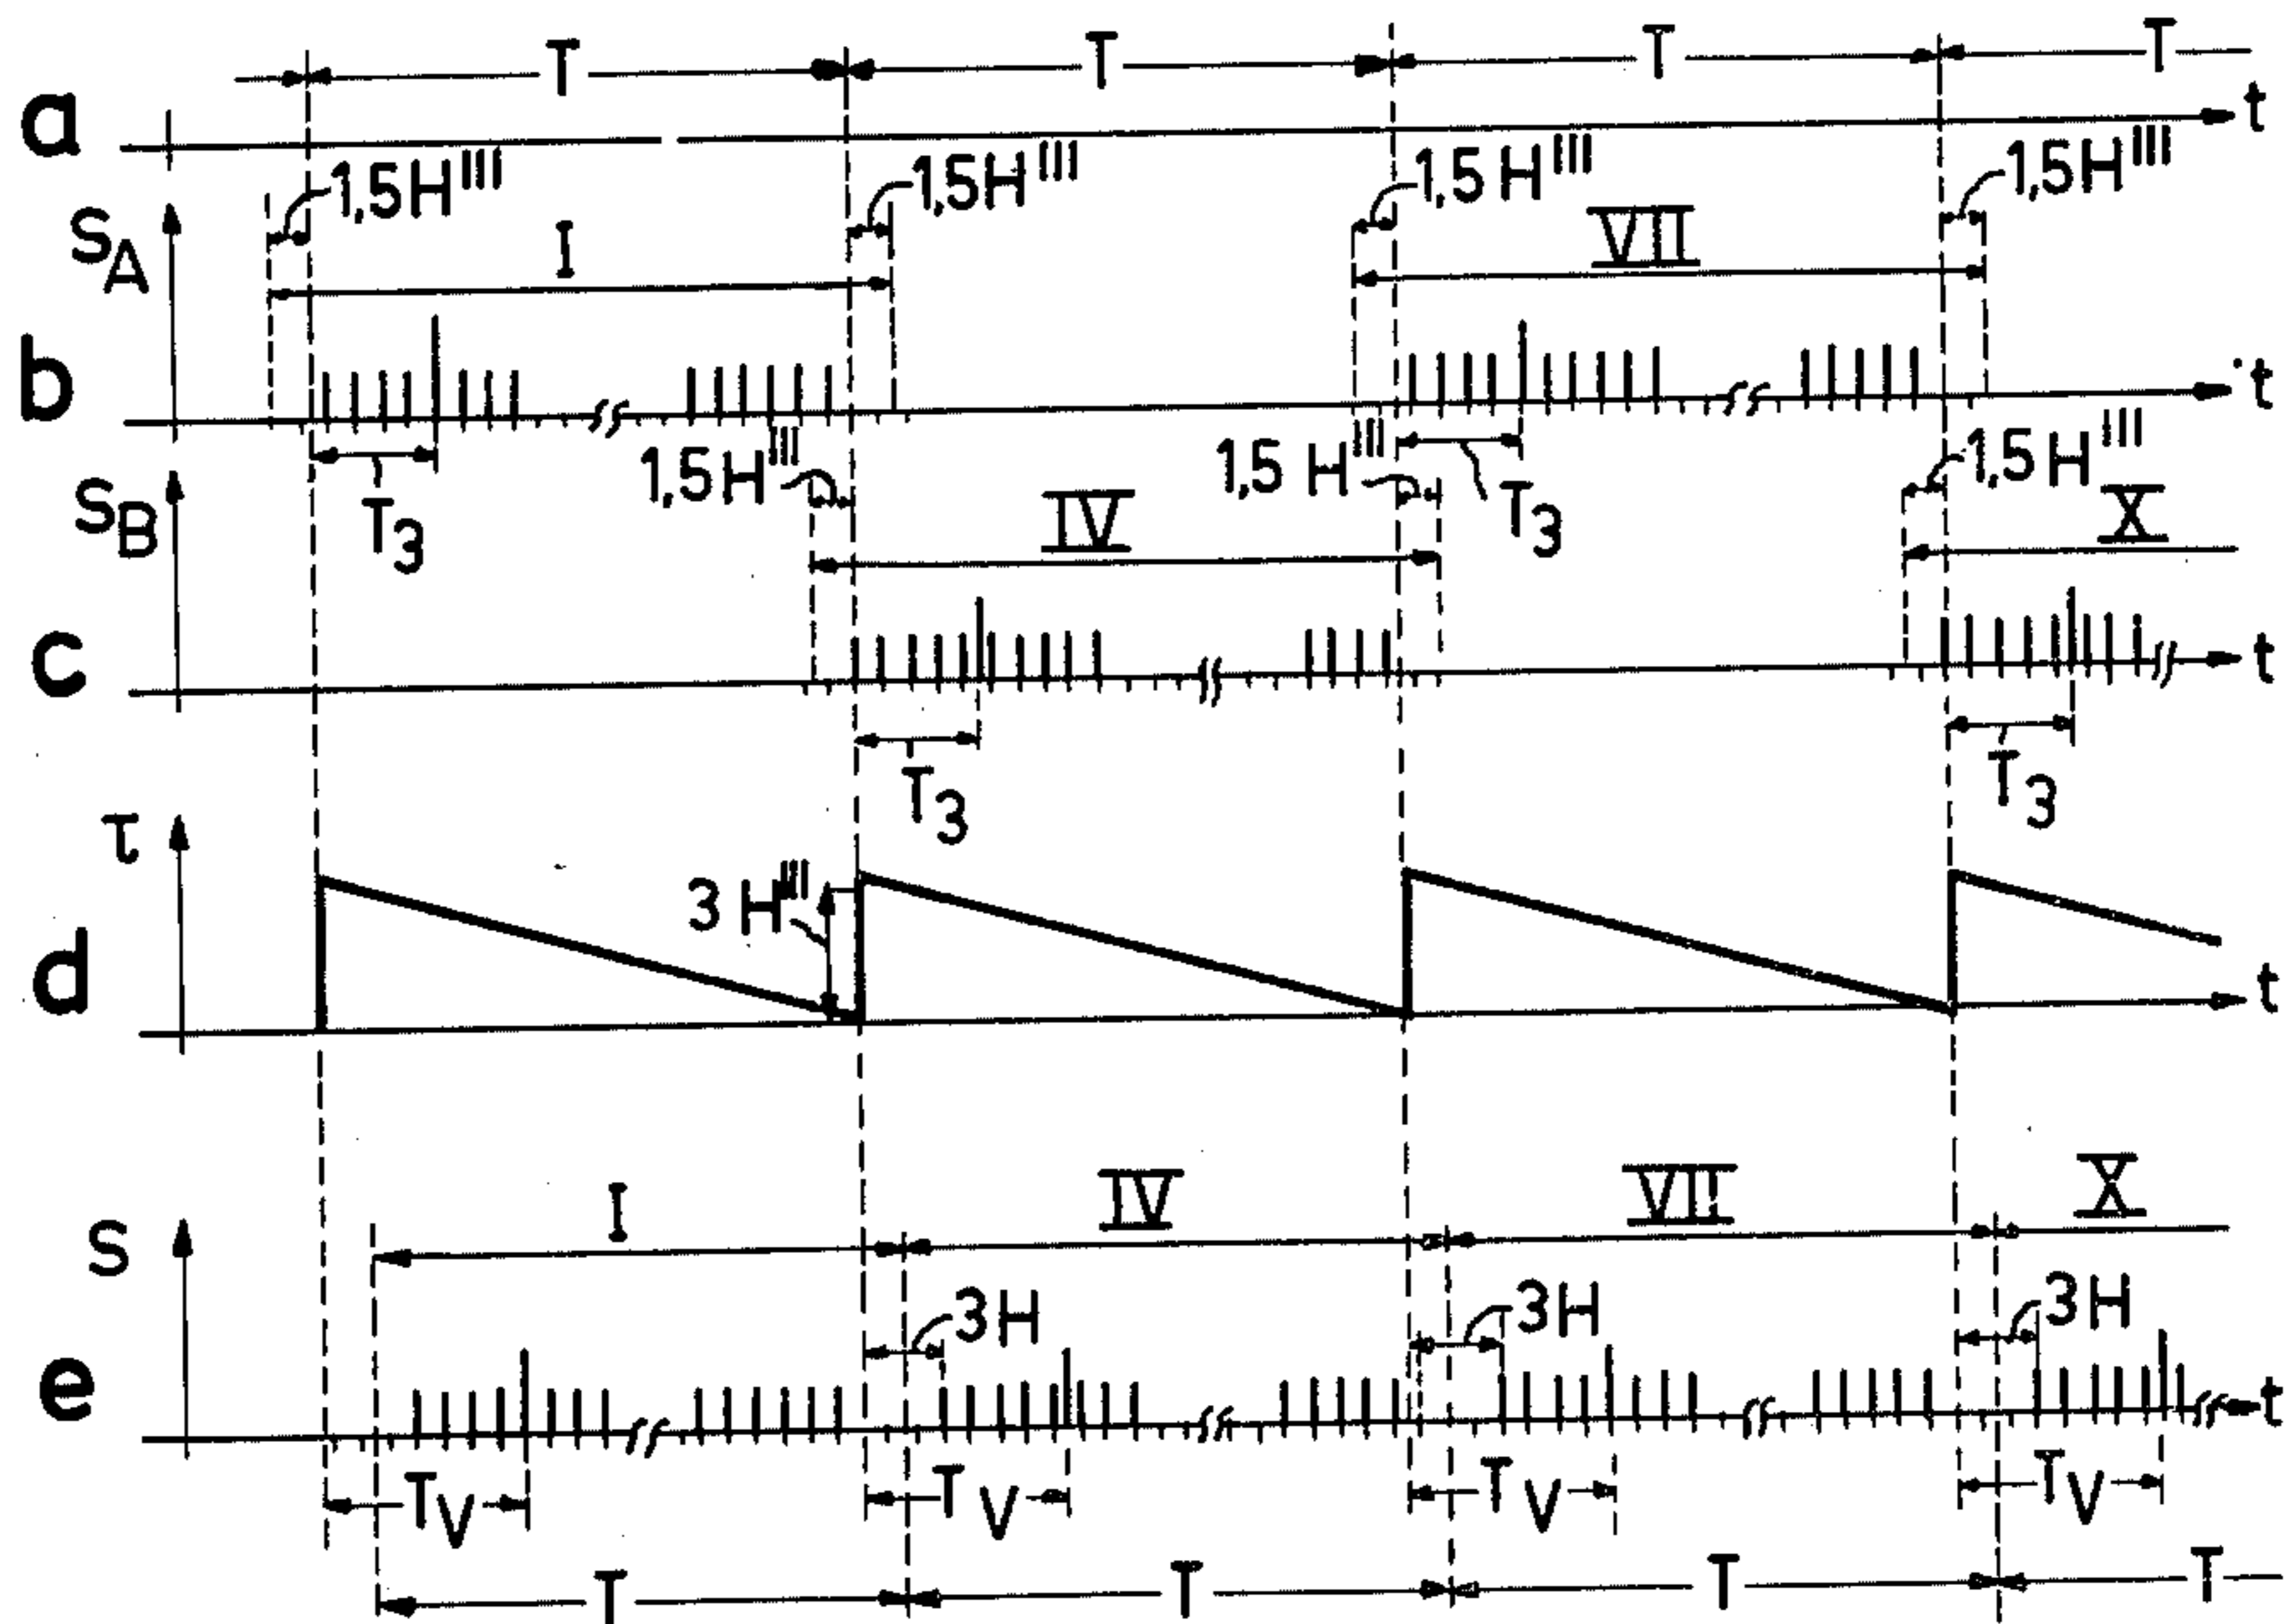 T T T T
a t
1,5H''' 1,5H''' 1,5H''' 1,5H'''
S_A I VII
b t
1,5H''' 1,5H''' 1,5H'''
S_B T_3 IV T_3 X
c t
T_3 T_3
τ
3H'''
d t
I IV VII X
S
3H 3H 3H
e t
T_V T_V T_V T_V
T T T T